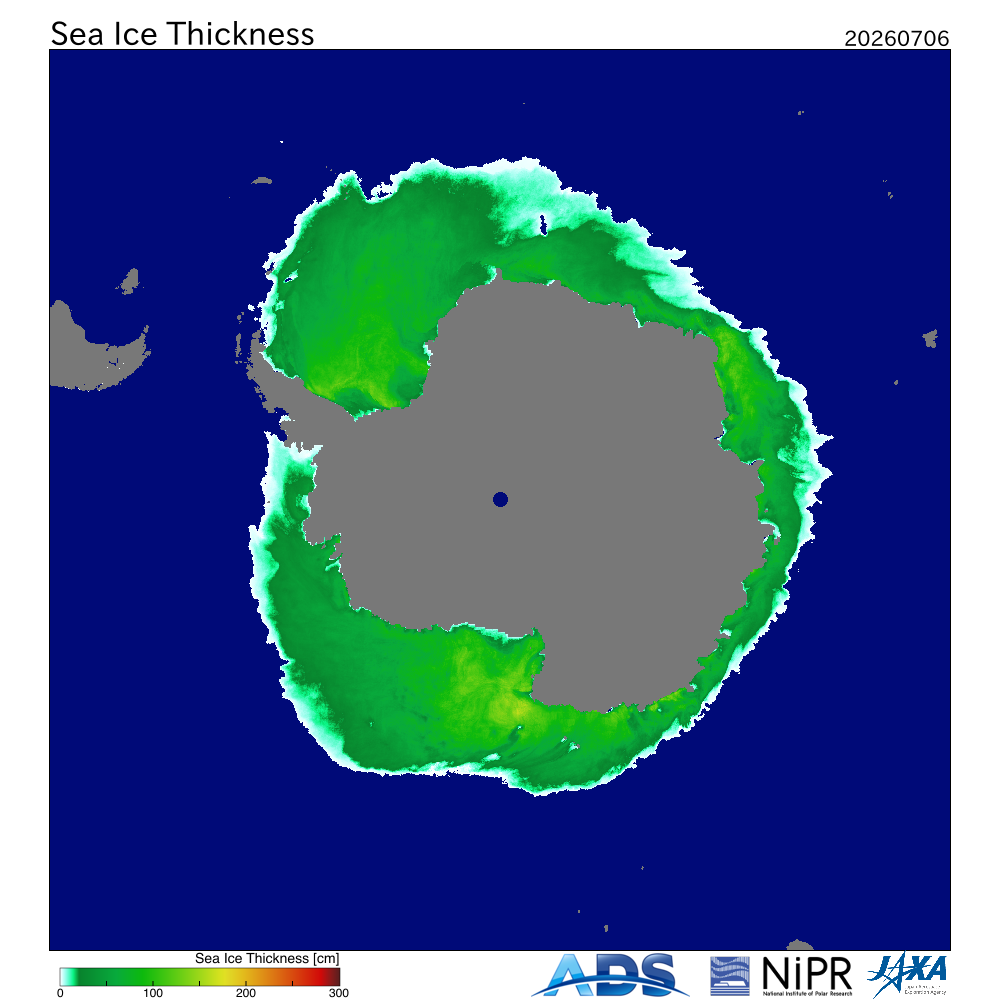 Sea Ice Thickness
20260706
Sea Ice Thickness [cm]
0 100 200 300
ADS
NiPR
National Institute of Polar Research
JAXA